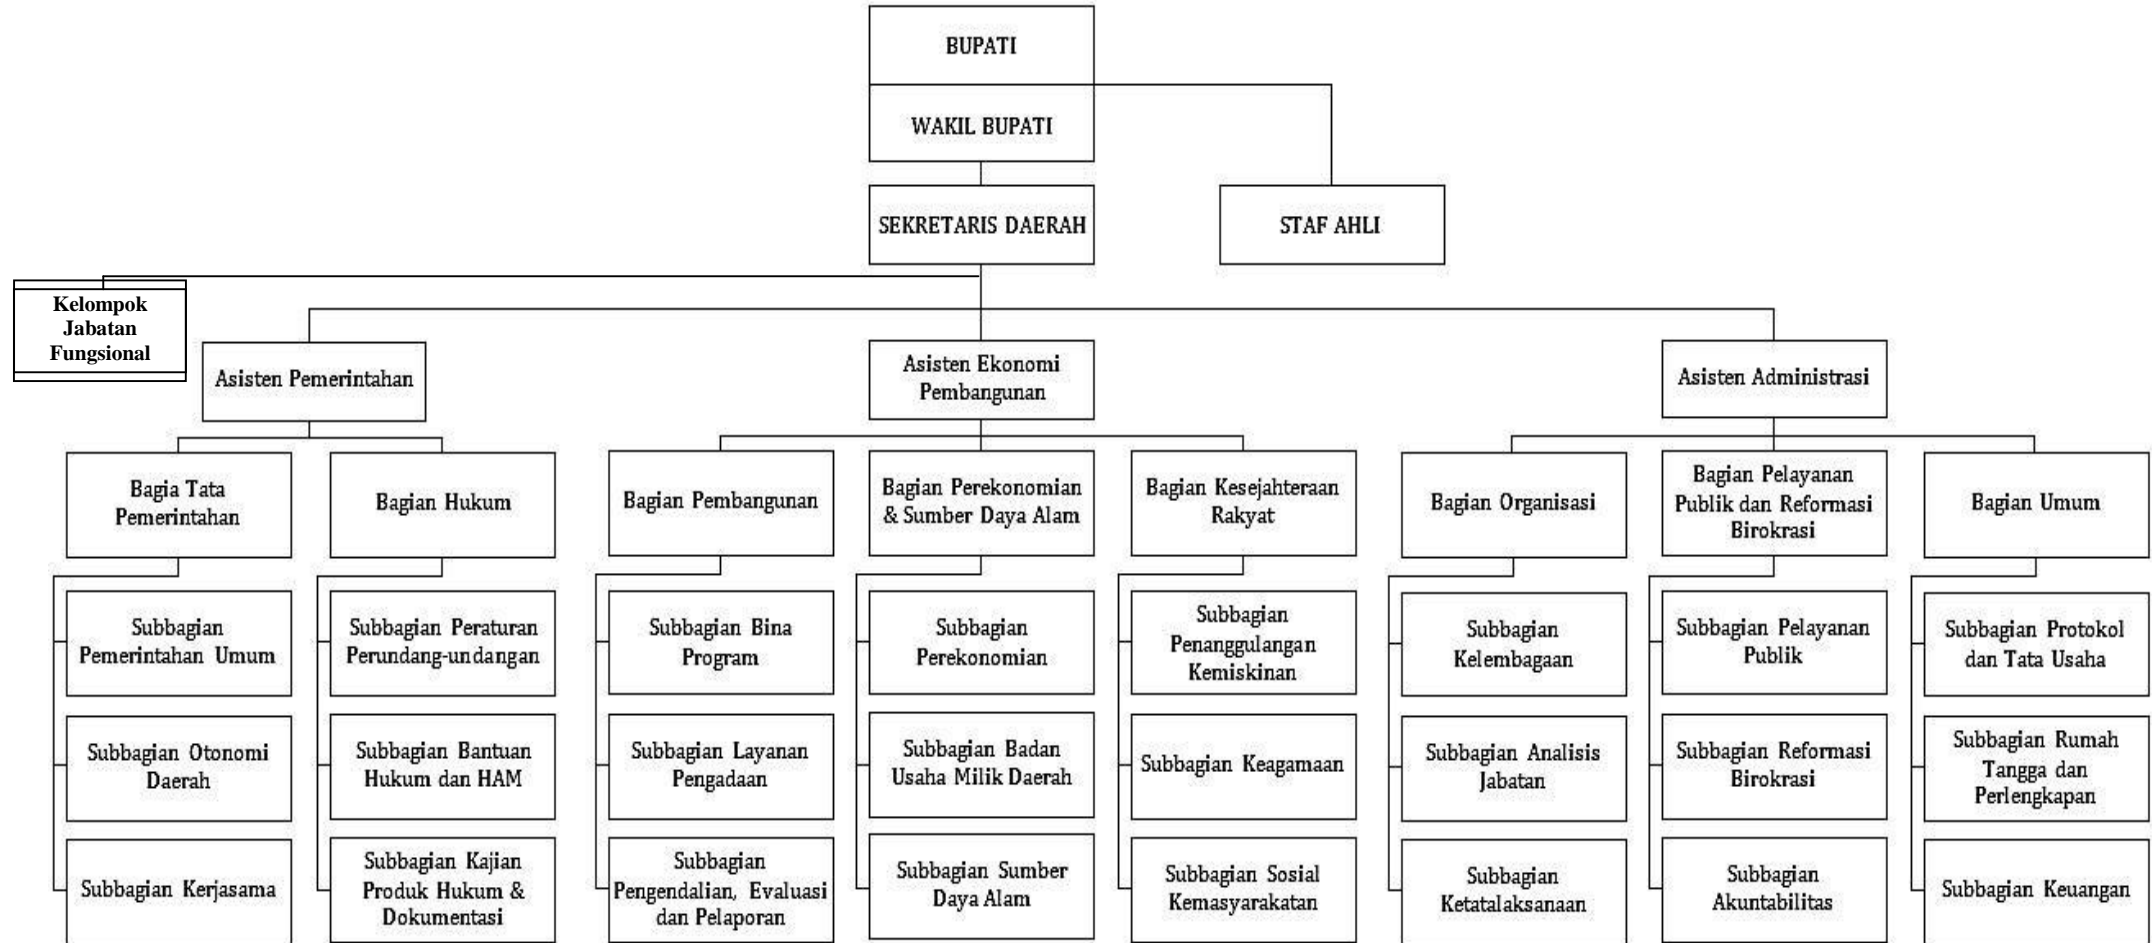 BUPATI
WAKIL BUPATI
SEKRETARIS DAERAH
STAF AHLI
Kelompok
Jabatan
Fungsional
Asisten Pemerintahan
Asisten Ekonomi
Pembangunan
Asisten Administrasi
Bagia Tata
Pemerintahan
Bagian Hukum
Bagian Pembangunan
Bagian Perekonomian
& Sumber Daya Alam
Bagian Kesejahteraan
Rakyat
Bagian Organisasi
Bagian Pelayanan
Publik dan Reformasi
Birokrasi
Bagian Umum
Subbagian
Pemerintahan Umum
Subbagian Peraturan
Perundang-undangan
Subbagian Bina
Program
Subbagian
Perekonomian
Subbagian
Penanggulangan
Kemiskinan
Subbagian
Kelembagaan
Subbagian Pelayanan
Publik
Subbagian Protokol
dan Tata Usaha
Subbagian Otonomi
Daerah
Subbagian Bantuan
Hukum dan HAM
Subbagian Layanan
Pengadaan
Subbagian Badan
Usaha Milik Daerah
Subbagian Keagamaan
Subbagian Analisis
Jabatan
Subbagian Reformasi
Birokrasi
Subbagian Rumah
Tangga dan
Perlengkapan
Subbagian Kerjasama
Subbagian Kajian
Produk Hukum &
Dokumentasi
Subbagian
Pengendalian, Evaluasi
dan Pelaporan
Subbagian Sumber
Daya Alam
Subbagian Sosial
Kemasyarakatan
Subbagian
Ketatalaksanaan
Subbagian
Akuntabilitas
Subbagian Keuangan